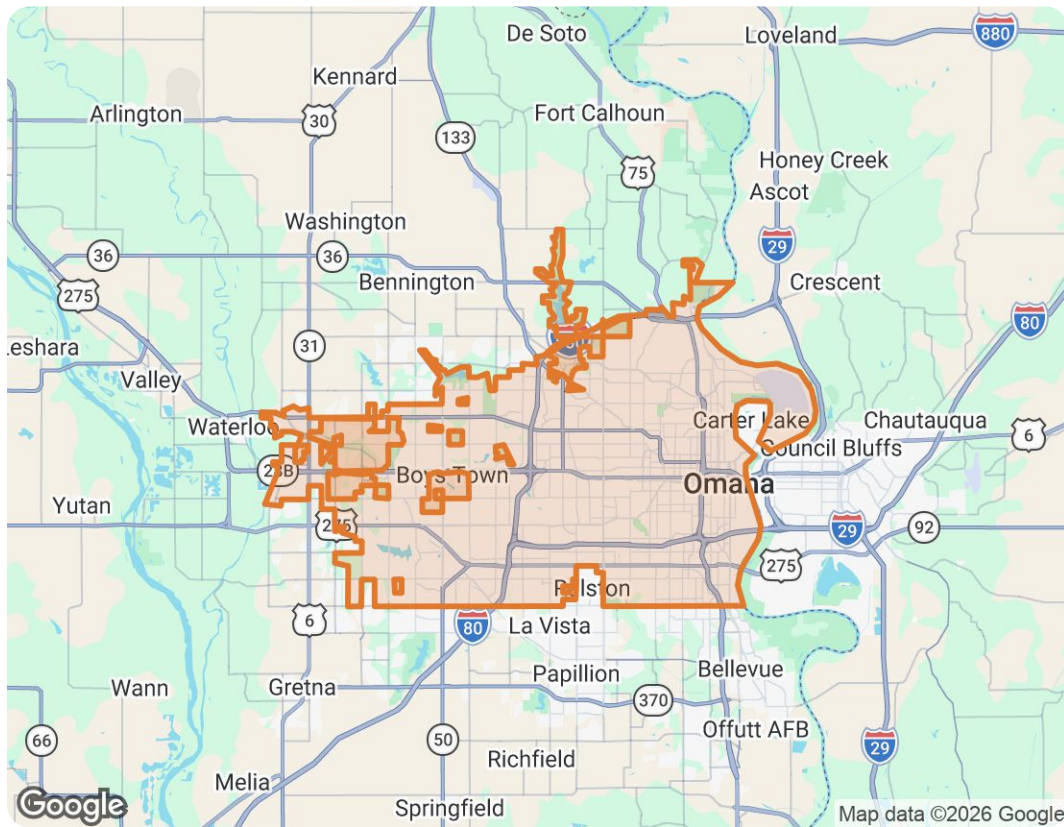 De Soto
Loveland
880
Kennard
Arlington
30
Fort Calhoun
133
75
Honey Creek
Ascot
Washington
29
36
36
Bennington
Crescent
275
80
31
Leshara
Valley
Waterloo
Carter Lake
Chautauqua
6
Council Bluffs
28B
Boys Town
Omaha
Yutan
275
29
92
275
Ralston
6
80
La Vista
Papillion
Bellevue
Wann
Gretna
370
66
50
Offutt AFB
29
Richfield
Melia
Springfield
Google
Map data ©2026 Google